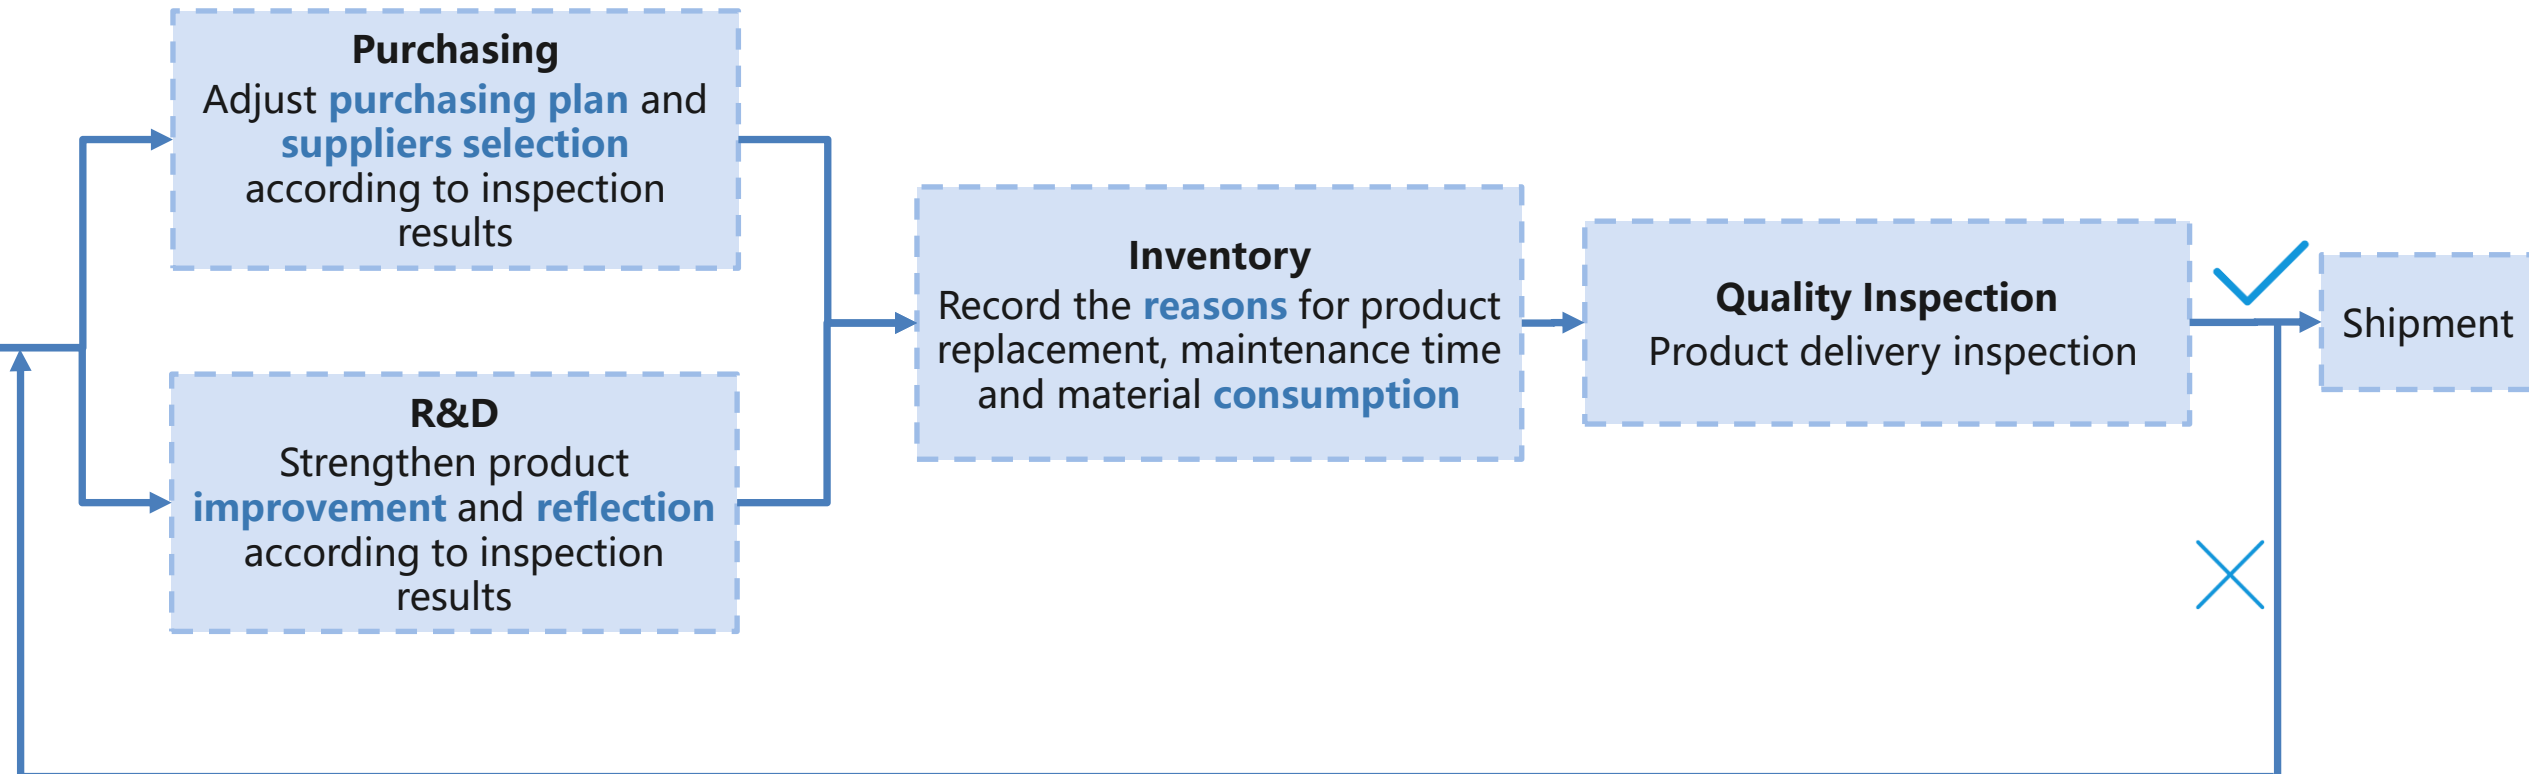 Purchasing
Adjust purchasing plan and
suppliers selection
according to inspection
results
R&D
Strengthen product
improvement and reflection
according to inspection
results
Inventory
Record the reasons for product
replacement, maintenance time
and material consumption
Quality Inspection
Product delivery inspection
Shipment